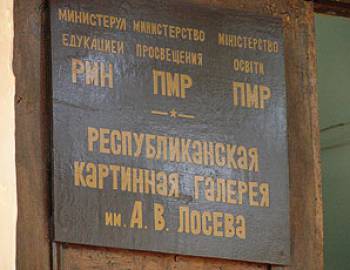 МИНИСТЕРУЛ МИНИСТЕРСТВО МІНІСТЕРСТВО
ЕДУКАЦИЕЙ ПРОСВЕЩЕНИЯ ОСВІТИ
РМН ПМР ПМР
РЕСПУБЛИКАНСКАЯ
КАРТИННАЯ ГАЛЕРЕЯ
им. А. В. ЛОСЕВА